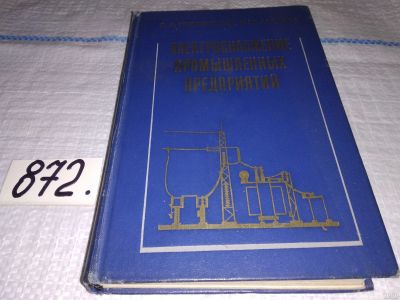 ЭЛЕКТРОСНАБЖЕНИЕ
ПРОМЫШЛЕННЫХ
ПРЕДПРИЯТИЙ
872.